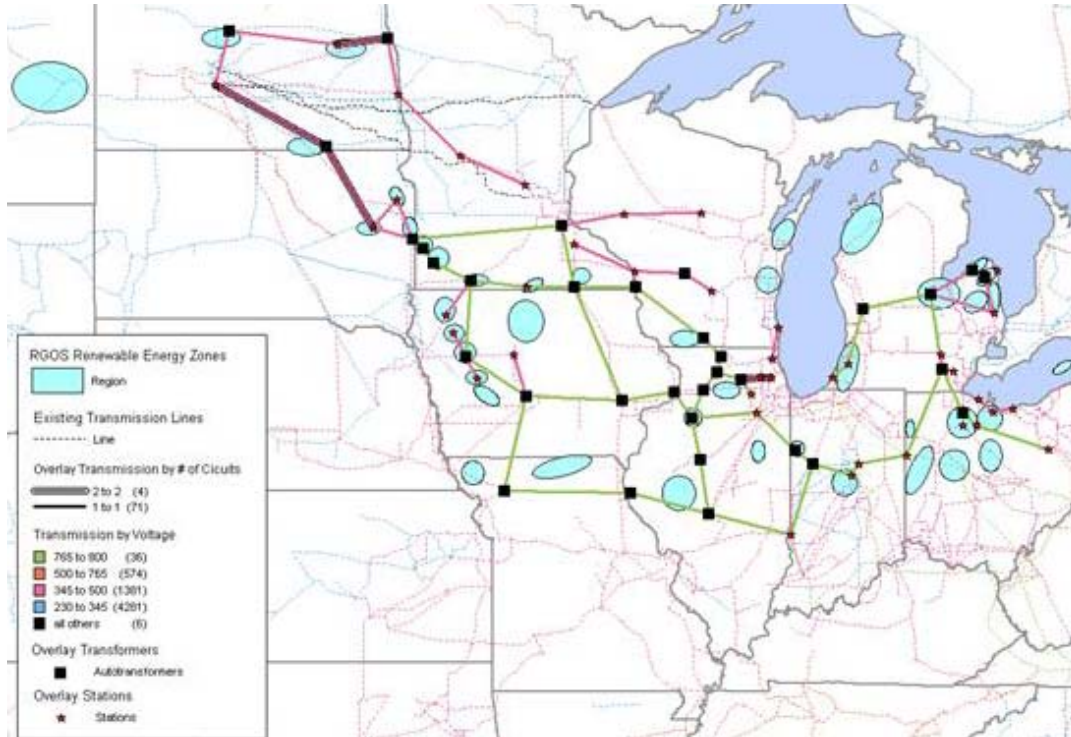 RGOS Renewable Energy Zones
Region
Existing Transmission Lines
Line
Overlay Transmission by # of Cicuits
2 to 2 (4)
1 to 1 (71)
Transmission by Voltage
765 to 800 (36)
500 to 765 (574)
345 to 500 (1381)
230 to 345 (4281)
all others (6)
Overlay Transformers
Autotransformers
Overlay Stations
Stations